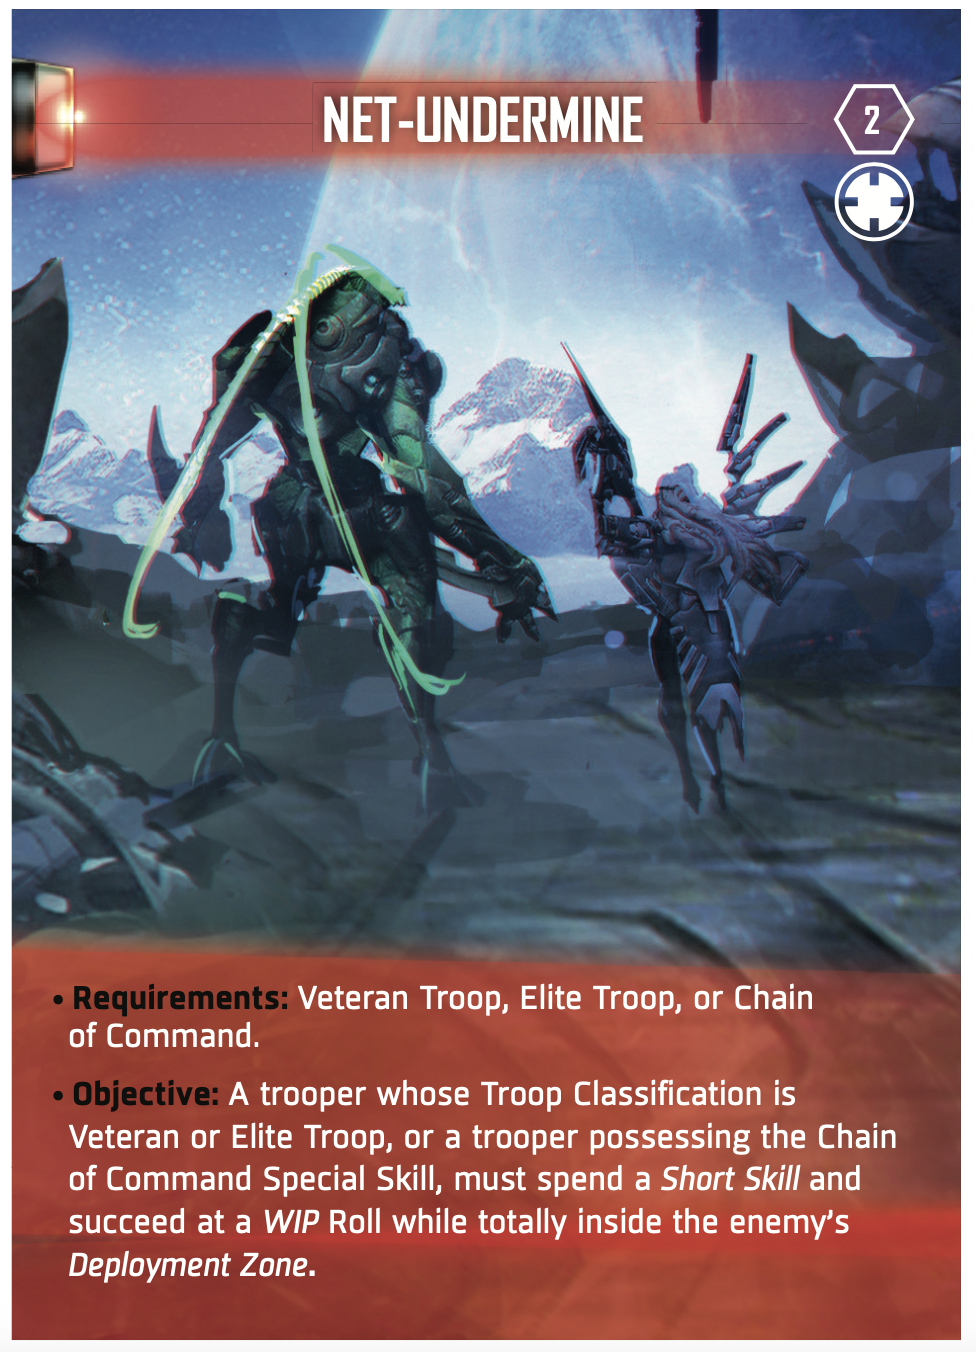 NET-UNDERMINE
2
• Requirements: Veteran Troop, Elite Troop, or Chain
of Command.
• Objective: A trooper whose Troop Classification is
Veteran or Elite Troop, or a trooper possessing the Chain
of Command Special Skill, must spend a Short Skill and
succeed at a WIP Roll while totally inside the enemy’s
Deployment Zone.